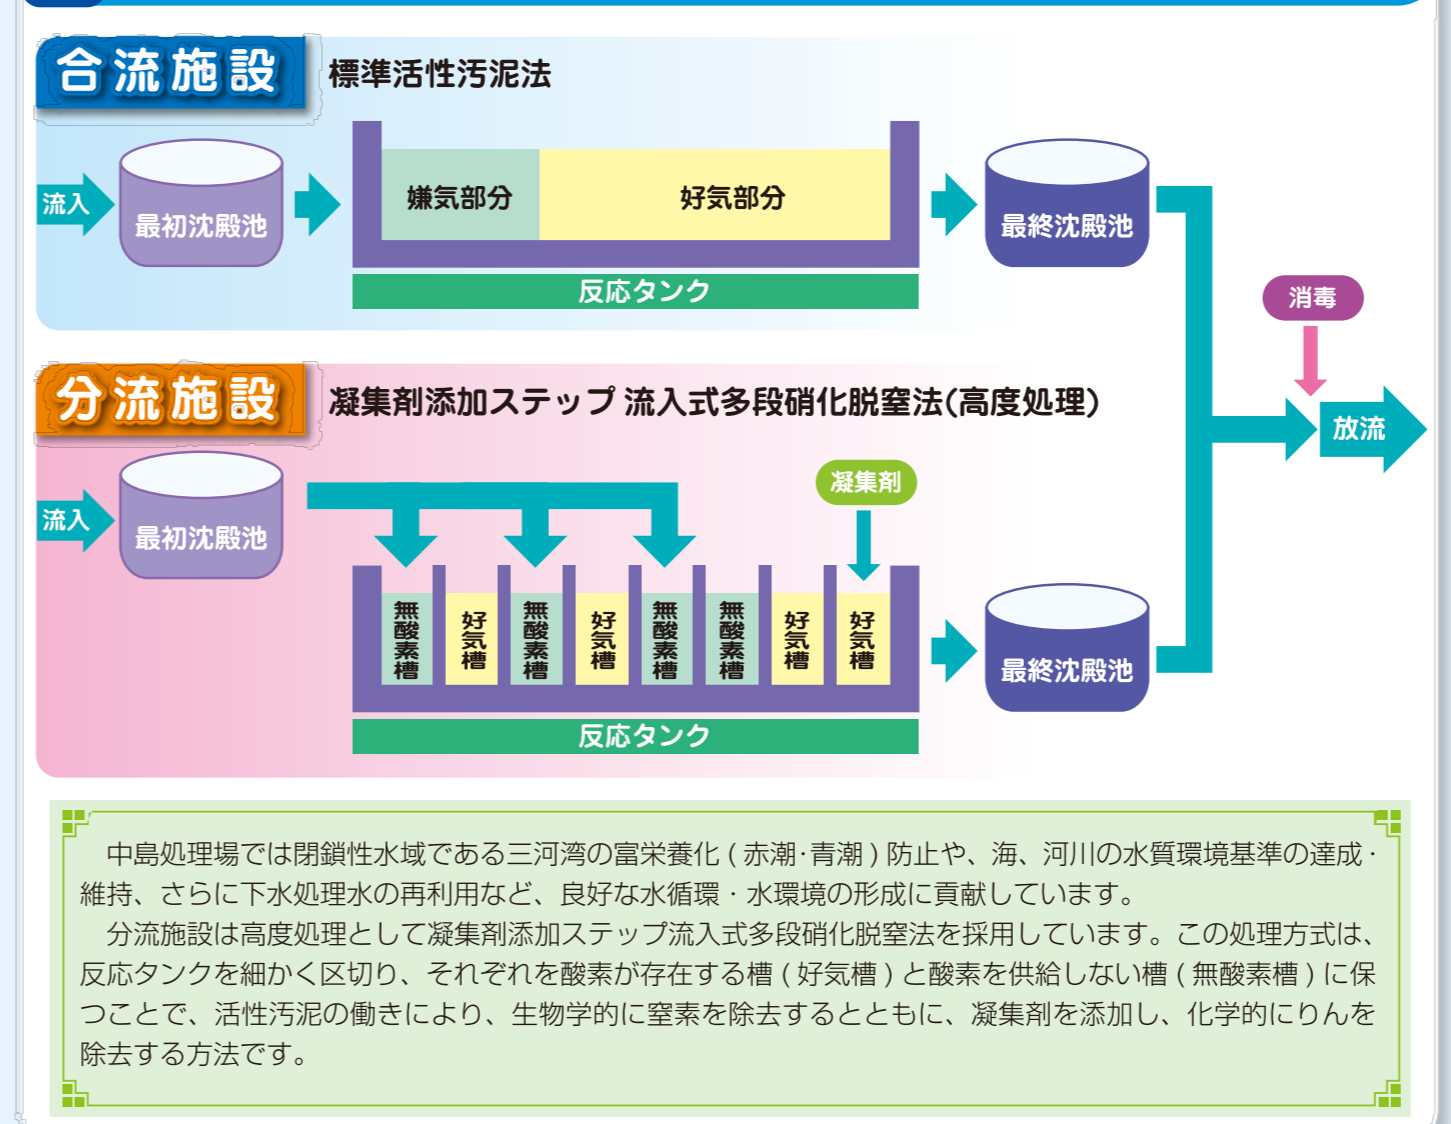 合流施設
標準活性汚泥法
流入
最初沈殿池
嫌気部分
好気部分
反応タンク
最終沈殿池
消毒
放流
分流施設
凝集剤添加ステップ 流入式多段硝化脱窒法(高度処理)
流入
最初沈殿池
凝集剤
無酸素槽
好気槽
無酸素槽
好気槽
無酸素槽
無酸素槽
好気槽
好気槽
反応タンク
最終沈殿池
中島処理場では閉鎖性水域である三河湾の富栄養化(赤潮・青潮)防止や、海、河川の水質環境基準の達成・
維持、さらに下水処理水の再利用など、良好な水循環・水環境の形成に貢献しています。
分流施設は高度処理として凝集剤添加ステップ流入式多段硝化脱窒法を採用しています。この処理方式は、
反応タンクを細かく区切り、それぞれを酸素が存在する槽(好気槽)と酸素を供給しない槽(無酸素槽)に保
つことで、活性汚泥の働きにより、生物学的に窒素を除去するとともに、凝集剤を添加し、化学的にりんを
除去する方法です。